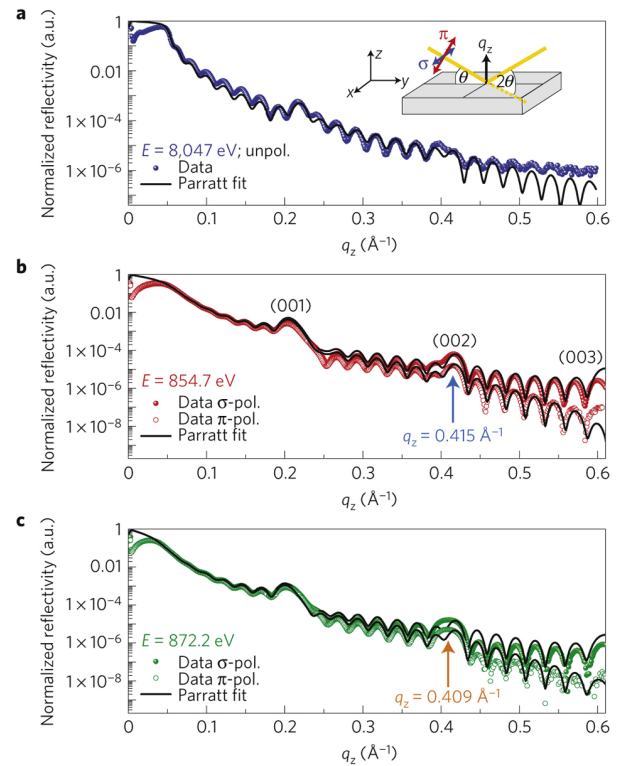 a
Normalized reflectivity (a.u.)
1
0.01
1 × 10⁻⁴
1 × 10⁻⁶
E = 8,047 eV; unpol.
Data
Parratt fit
π
σ
z
y
x
q_z
θ
2θ
0
0.1
0.2
0.3
0.4
0.5
0.6
q_z (Å⁻¹)
b
Normalized reflectivity (a.u.)
1
0.01
1 × 10⁻⁴
1 × 10⁻⁶
1 × 10⁻⁸
(001)
(002)
(003)
E = 854.7 eV
Data σ-pol.
Data π-pol.
Parratt fit
q_z = 0.415 Å⁻¹
0
0.1
0.2
0.3
0.4
0.5
0.6
q_z (Å⁻¹)
c
Normalized reflectivity (a.u.)
1
0.01
1 × 10⁻⁴
1 × 10⁻⁶
1 × 10⁻⁸
E = 872.2 eV
Data σ-pol.
Data π-pol.
Parratt fit
q_z = 0.409 Å⁻¹
0
0.1
0.2
0.3
0.4
0.5
0.6
q_z (Å⁻¹)